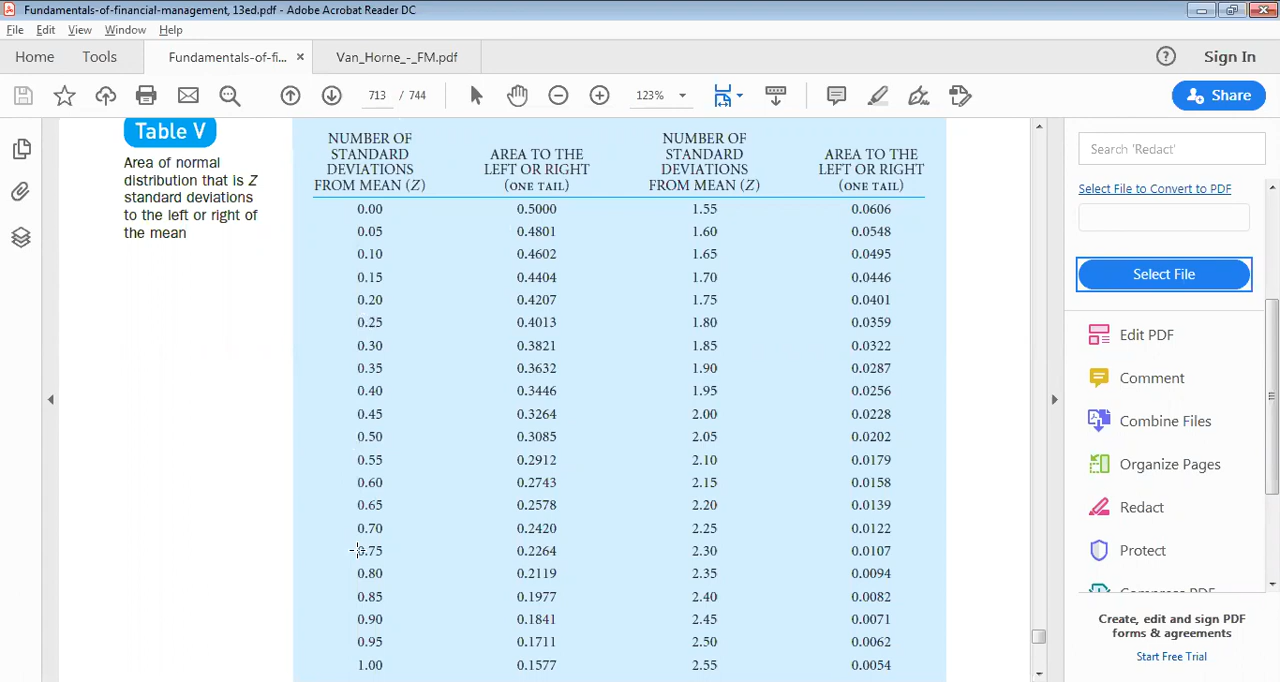 Fundamentals-of-financial-management, 13ed.pdf - Adobe Acrobat Reader DC
File Edit View Window Help
Home Tools Fundamentals-of-fi... × Van_Horne_-_FM.pdf Sign In
713 / 744 123% Share
Table V
Area of normal
distribution that is Z
standard deviations
to the left or right of
the mean
NUMBER OF NUMBER OF
STANDARD AREA TO THE STANDARD AREA TO THE
DEVIATIONS LEFT OR RIGHT DEVIATIONS LEFT OR RIGHT
FROM MEAN (Z) (ONE TAIL) FROM MEAN (Z) (ONE TAIL)
0.00 0.5000 1.55 0.0606
0.05 0.4801 1.60 0.0548
0.10 0.4602 1.65 0.0495
0.15 0.4404 1.70 0.0446
0.20 0.4207 1.75 0.0401
0.25 0.4013 1.80 0.0359
0.30 0.3821 1.85 0.0322
0.35 0.3632 1.90 0.0287
0.40 0.3446 1.95 0.0256
0.45 0.3264 2.00 0.0228
0.50 0.3085 2.05 0.0202
0.55 0.2912 2.10 0.0179
0.60 0.2743 2.15 0.0158
0.65 0.2578 2.20 0.0139
0.70 0.2420 2.25 0.0122
0.75 0.2264 2.30 0.0107
0.80 0.2119 2.35 0.0094
0.85 0.1977 2.40 0.0082
0.90 0.1841 2.45 0.0071
0.95 0.1711 2.50 0.0062
1.00 0.1577 2.55 0.0054
Search 'Redact'
Select File to Convert to PDF
Select File
Edit PDF
Comment
Combine Files
Organize Pages
Redact
Protect
Compress PDF
Create, edit and sign PDF
forms & agreements
Start Free Trial